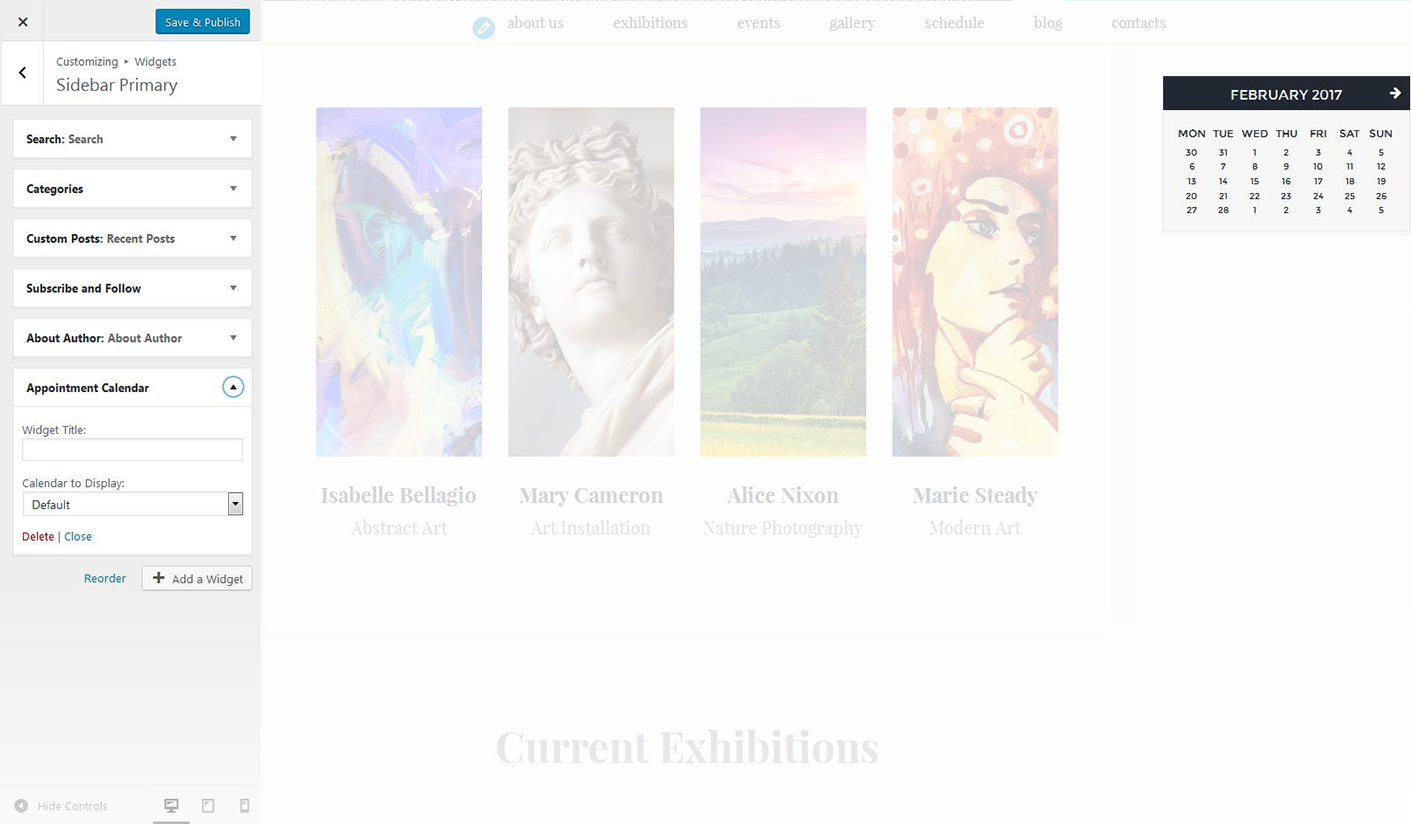 Save & Publish
Customizing ▸ Widgets
Sidebar Primary
Search: Search
Categories
Custom Posts: Recent Posts
Subscribe and Follow
About Author: About Author
Appointment Calendar
Widget Title:
Calendar to Display:
Default
Delete | Close
Reorder
Add a Widget
Hide Controls
about us exhibitions events gallery schedule blog contacts
Isabelle Bellagio Mary Cameron Alice Nixon Marie Steady
Abstract Art Art Installation Nature Photography Modern Art
Current Exhibitions
FEBRUARY 2017
MON TUE WED THU FRI SAT SUN
30 31 1 2 3 4 5
6 7 8 9 10 11 12
13 14 15 16 17 18 19
20 21 22 23 24 25 26
27 28 1 2 3 4 5